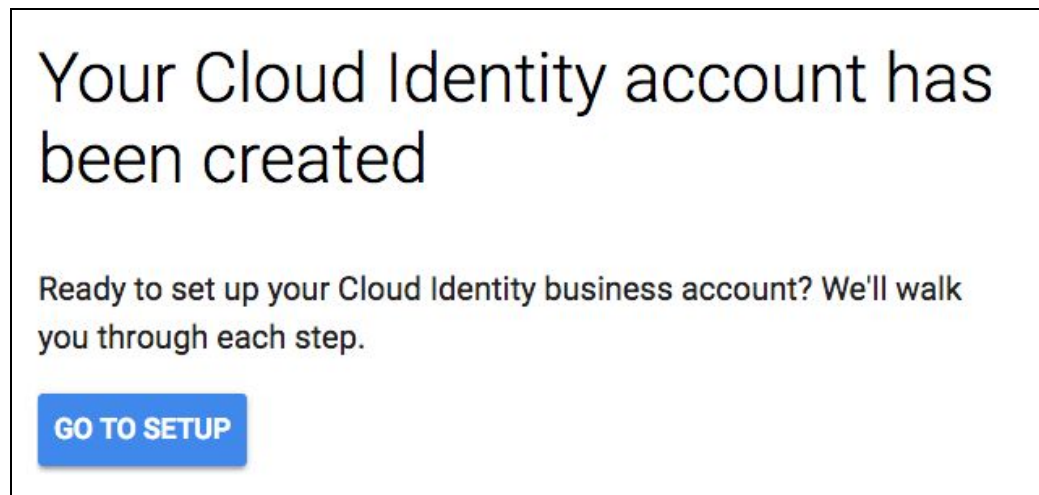 Your Cloud Identity account has
been created
Ready to set up your Cloud Identity business account? We'll walk
you through each step.
GO TO SETUP